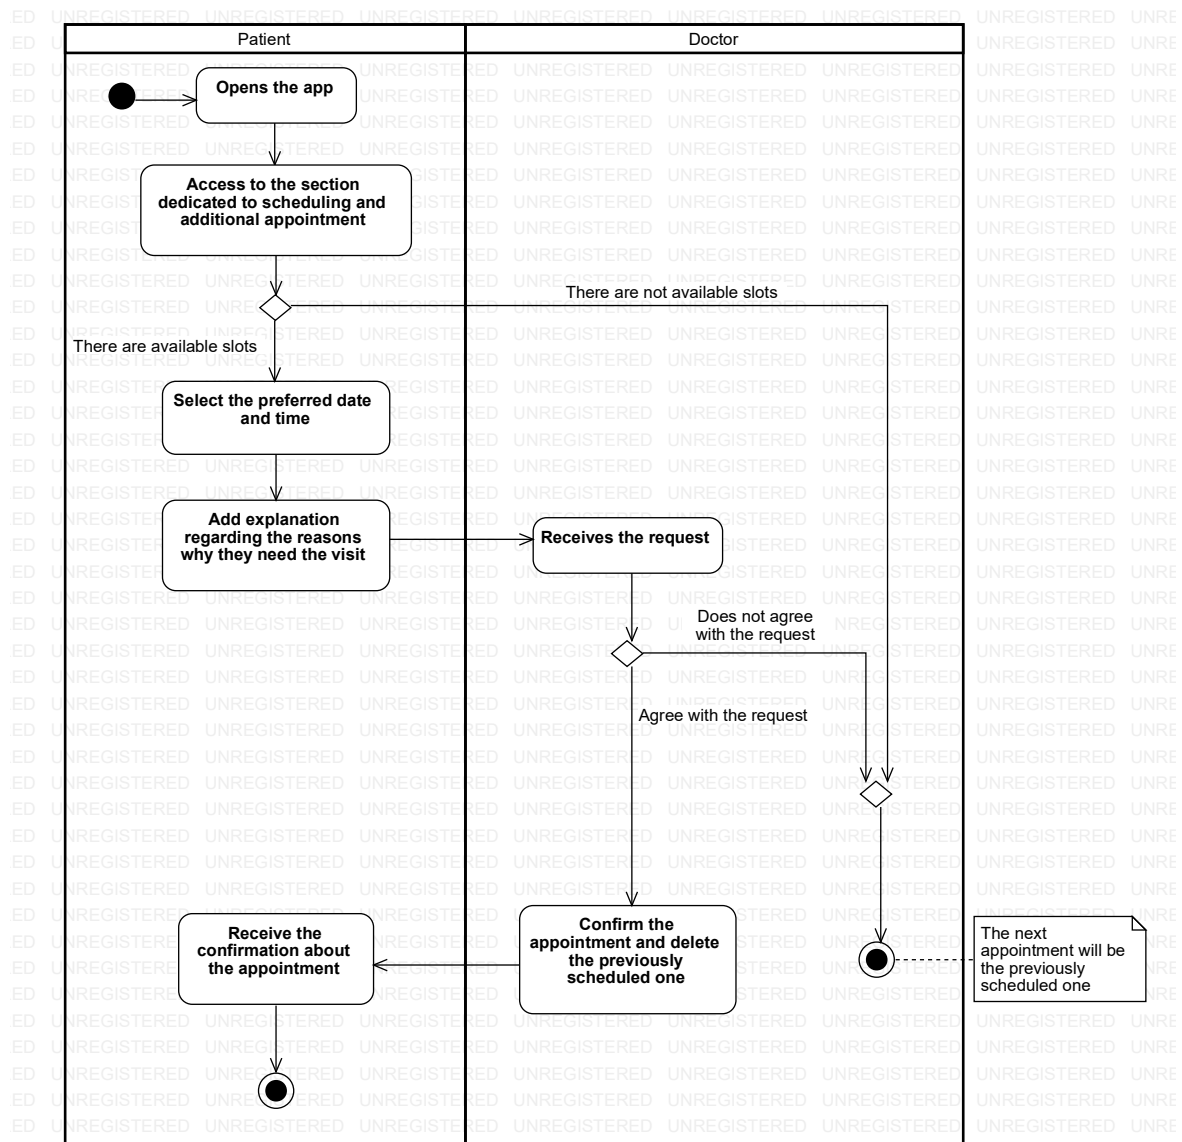 Patient
Doctor
Opens the app
Access to the section
dedicated to scheduling and
additional appointment
There are not available slots
There are available slots
Select the preferred date
and time
Add explanation
regarding the reasons
why they need the visit
Receives the request
Does not agree
with the request
Agree with the request
Receive the
confirmation about
the appointment
Confirm the
appointment and delete
the previously
scheduled one
The next
appointment will be
the previously
scheduled one
UNREGISTERED